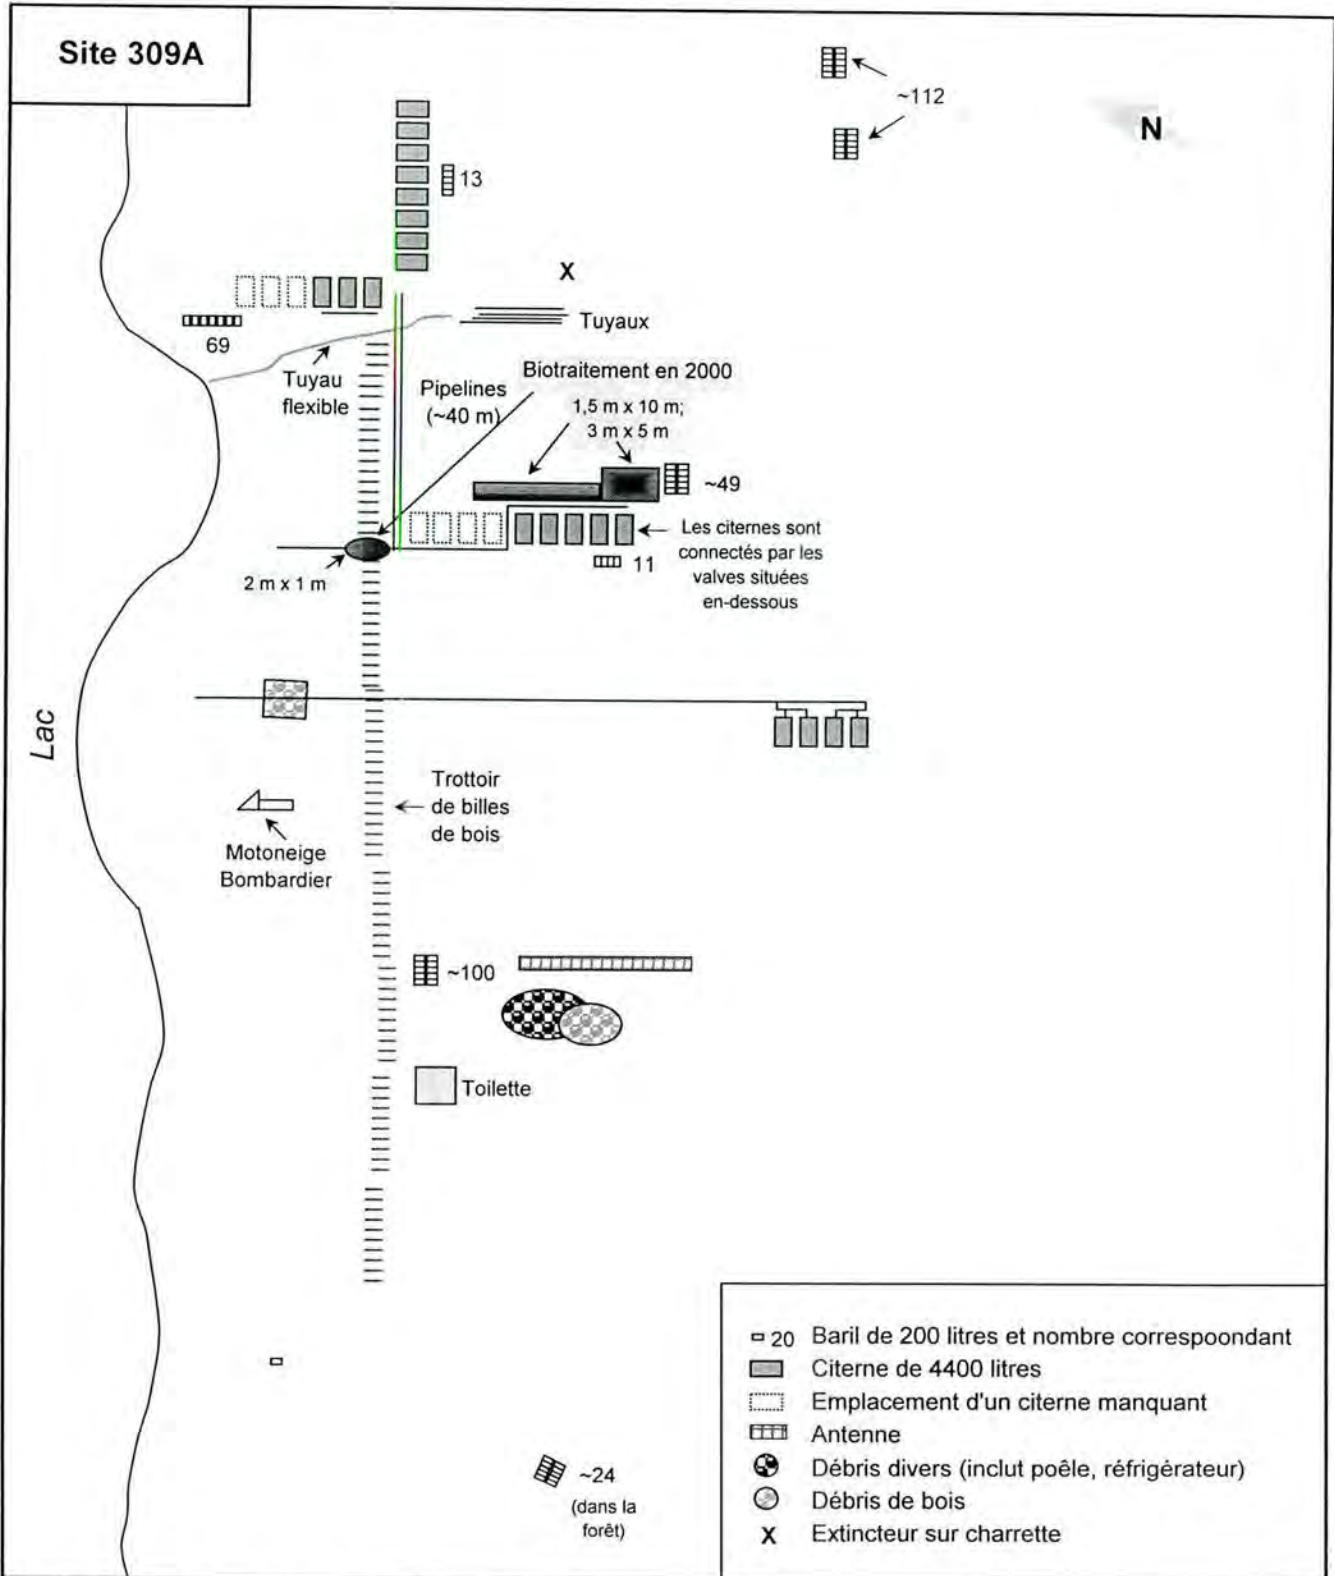 Site 309A
~112
N
13
X
Tuyaux
69
Tuyau
flexible
Pipelines
(~40 m)
Biotraitement en 2000
1,5 m x 10 m;
3 m x 5 m
~49
Les citernes sont
connectés par les
valves situées
en-dessous
11
2 m x 1 m
Lac
Trottoir
de billes
de bois
Motoneige
Bombardier
~100
Toilette
~24
(dans la
forêt)
20 Baril de 200 litres et nombre correspoondant
Citerne de 4400 litres
Emplacement d'un citerne manquant
Antenne
Débris divers (inclut poêle, réfrigérateur)
Débris de bois
X Extincteur sur charrette